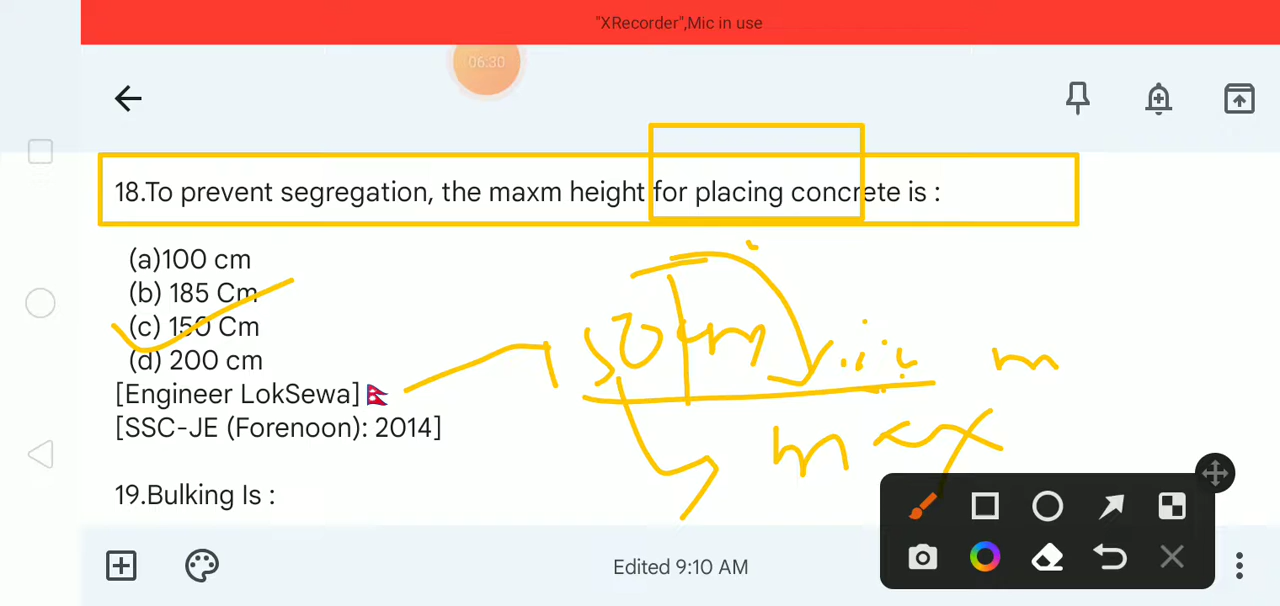 "XRecorder",Mic in use
06:30
18.To prevent segregation, the maxm height for placing concrete is :
(a)100 cm
(b) 185 Cm
(c) 150 Cm
(d) 200 cm
[Engineer LokSewa]🇳🇵
[SSC-JE (Forenoon): 2014]
150 cm
m
max
19.Bulking Is :
Edited 9:10 AM